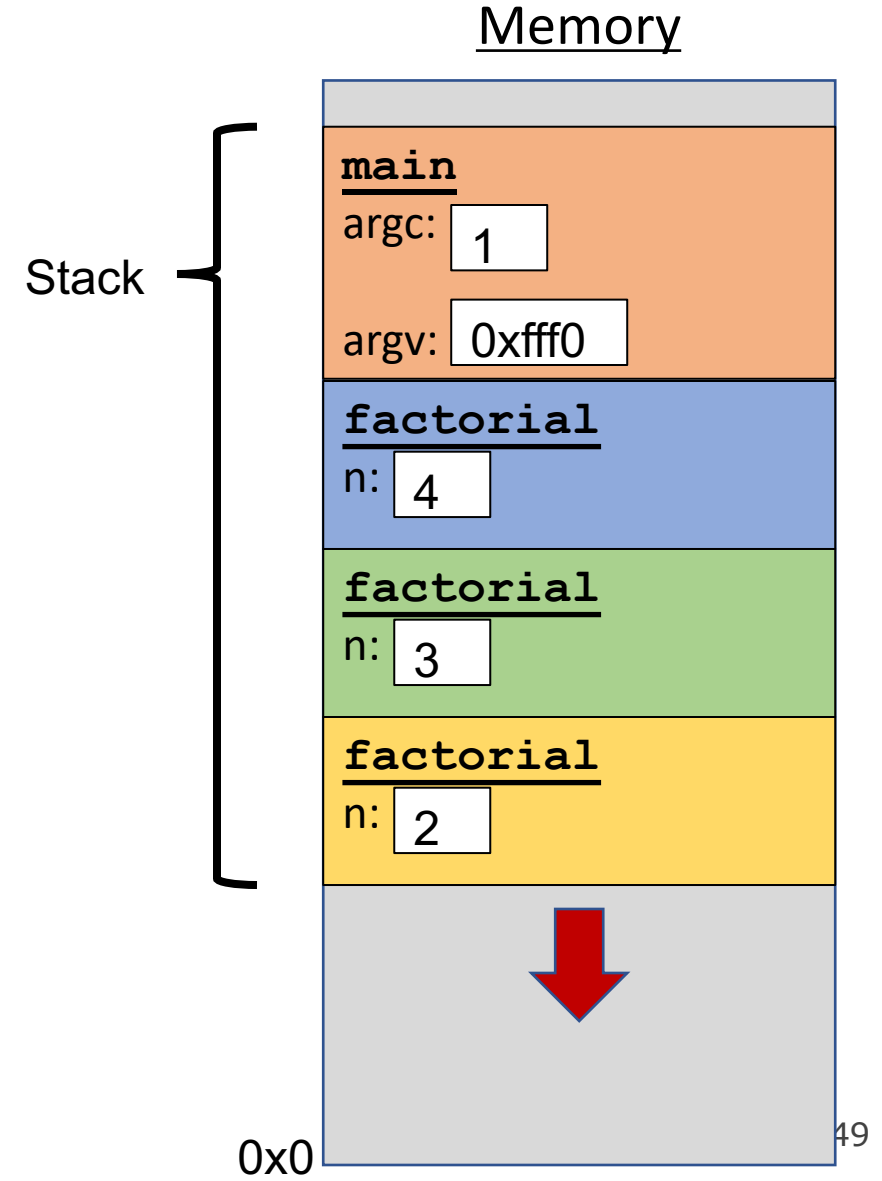 Memory
Stack
main
argc: 1
argv: 0xfff0
factorial
n: 4
factorial
n: 3
factorial
n: 2
0x0
49